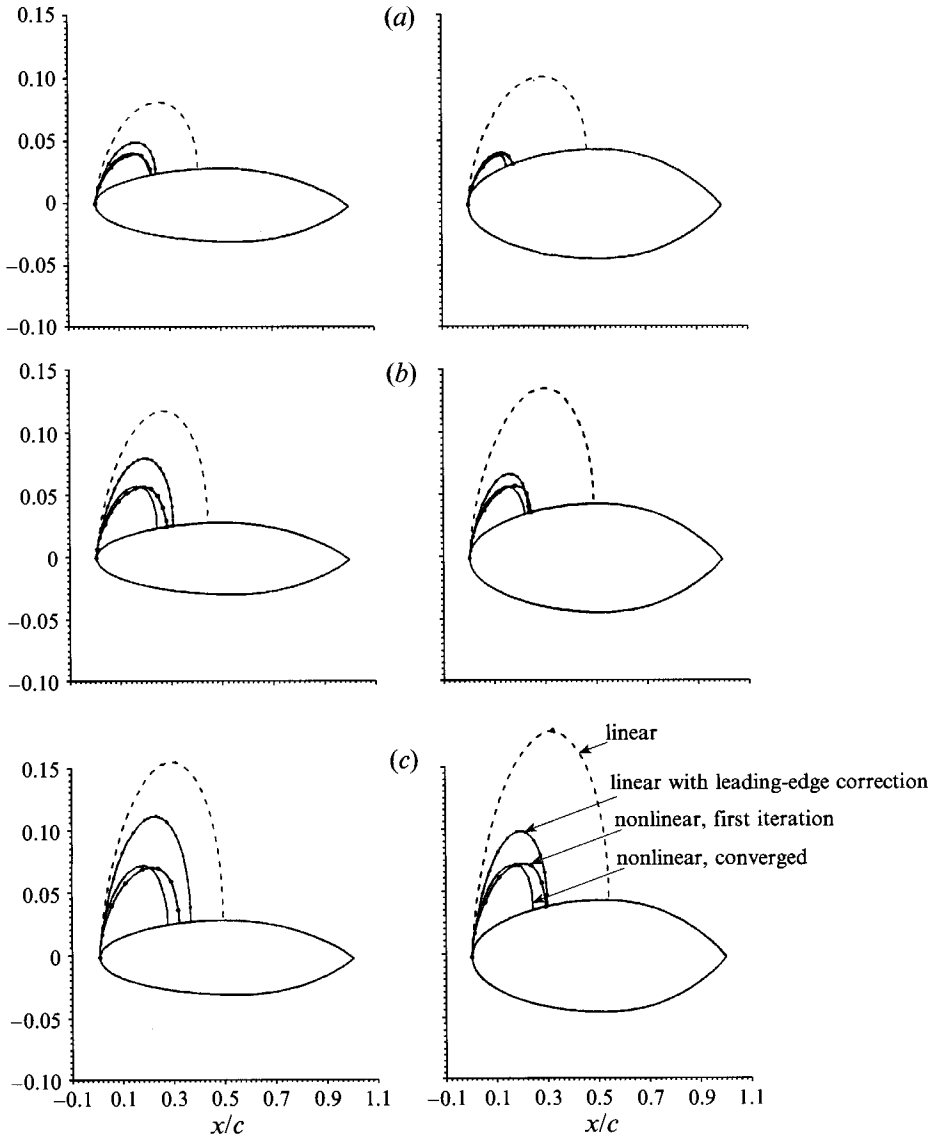 (a)
0.15
0.10
0.05
0
−0.05
−0.10
(b)
0.15
0.10
0.05
0
−0.05
−0.10
(c)
0.15
0.10
0.05
0
−0.05
−0.10
linear
linear with leading-edge correction
nonlinear, first iteration
nonlinear, converged
−0.1 0.1 0.3 0.5 0.7 0.9 1.1
−0.1 0.1 0.3 0.5 0.7 0.9 1.1
x/c
x/c